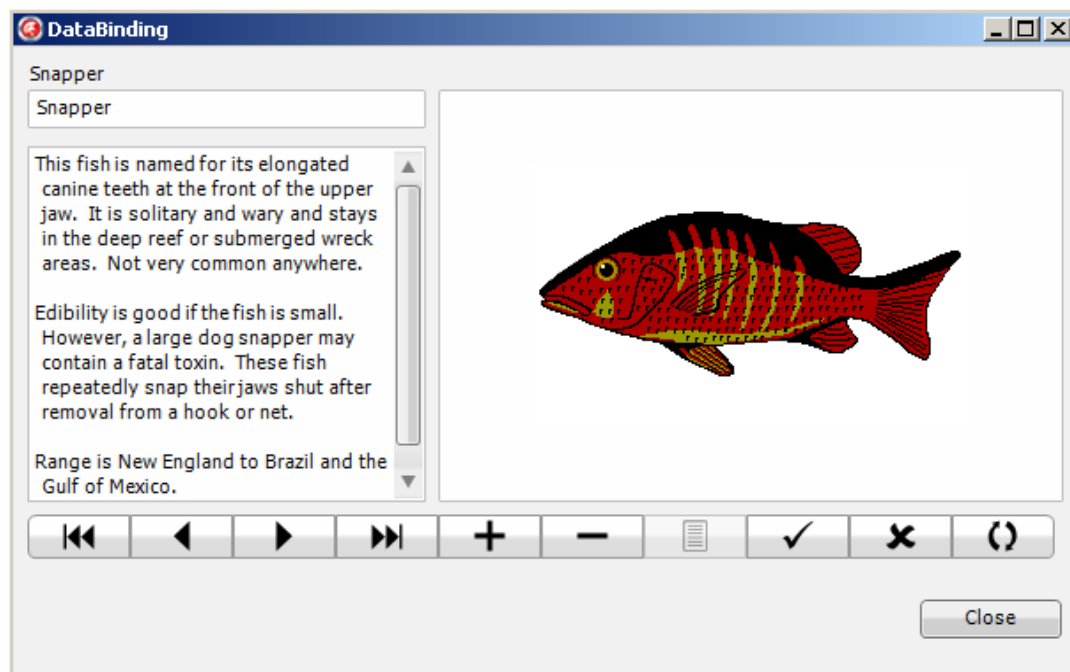 DataBinding
Snapper
Snapper
This fish is named for its elongated
canine teeth at the front of the upper
jaw.  It is solitary and wary and stays
in the deep reef or submerged wreck
areas.  Not very common anywhere.
Edibility is good if the fish is small.
However, a large dog snapper may
contain a fatal toxin.  These fish
repeatedly snap their jaws shut after
removal from a hook or net.
Range is New England to Brazil and the
Gulf of Mexico.
Close